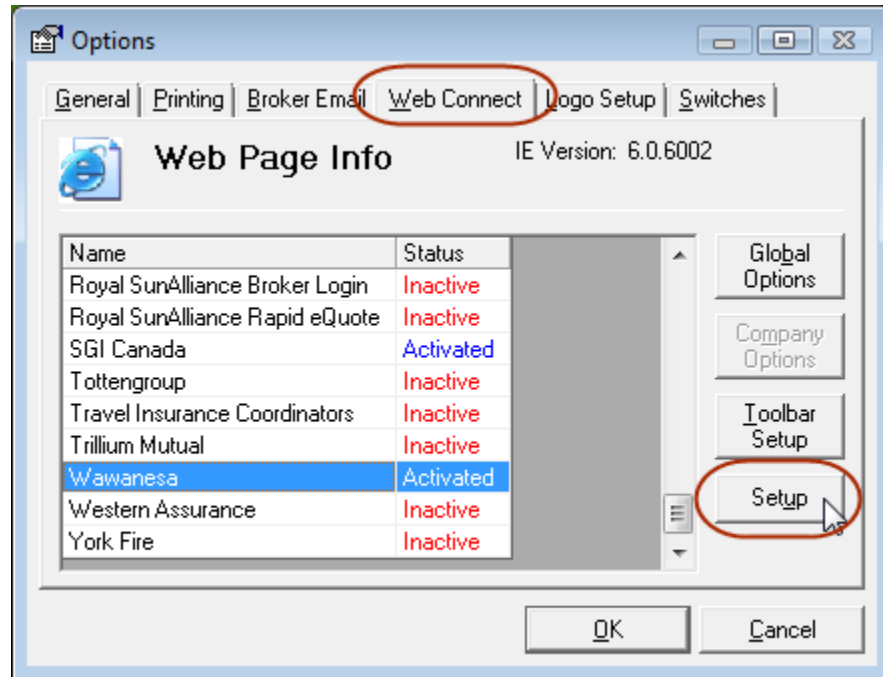 Options
General Printing Broker Email Web Connect Logo Setup Switches
Web Page Info
IE Version: 6.0.6002
Name Status
Royal SunAlliance Broker Login Inactive
Royal SunAlliance Rapid eQuote Inactive
SGI Canada Activated
Tottengroup Inactive
Travel Insurance Coordinators Inactive
Trillium Mutual Inactive
Wawanesa Activated
Western Assurance Inactive
York Fire Inactive
Global
Options
Company
Options
Toolbar
Setup
Setup
OK Cancel